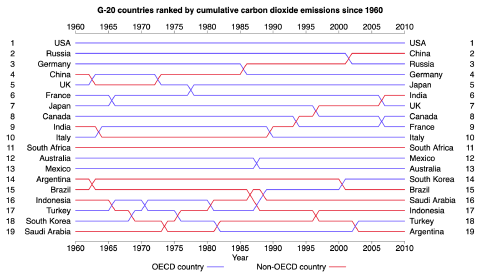 G-20 countries ranked by cumulative carbon dioxide emissions since 1960
1960 1965 1970 1975 1980 1985 1990 1995 2000 2005 2010
1 USA USA 1
2 Russia China 2
3 Germany Russia 3
4 China Germany 4
5 UK Japan 5
6 France India 6
7 Japan UK 7
8 Canada Canada 8
9 India France 9
10 Italy Italy 10
11 South Africa South Africa 11
12 Australia Mexico 12
13 Mexico Australia 13
14 Argentina South Korea 14
15 Brazil Brazil 15
16 Indonesia Saudi Arabia 16
17 Turkey Indonesia 17
18 South Korea Turkey 18
19 Saudi Arabia Argentina 19
1960 1965 1970 1975 1980 1985 1990 1995 2000 2005 2010
Year
OECD country Non-OECD country